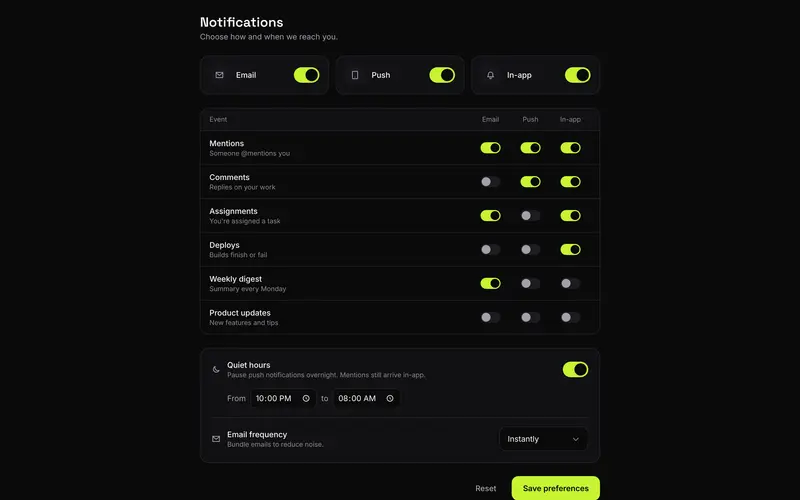 Notifications
Choose how and when we reach you.
Email
Push
In-app
Event Email Push In-app
Mentions
Someone @mentions you
Comments
Replies on your work
Assignments
You're assigned a task
Deploys
Builds finish or fail
Weekly digest
Summary every Monday
Product updates
New features and tips
Quiet hours
Pause push notifications overnight. Mentions still arrive in-app.
From 10:00 PM to 08:00 AM
Email frequency
Bundle emails to reduce noise.
Instantly
Reset Save preferences